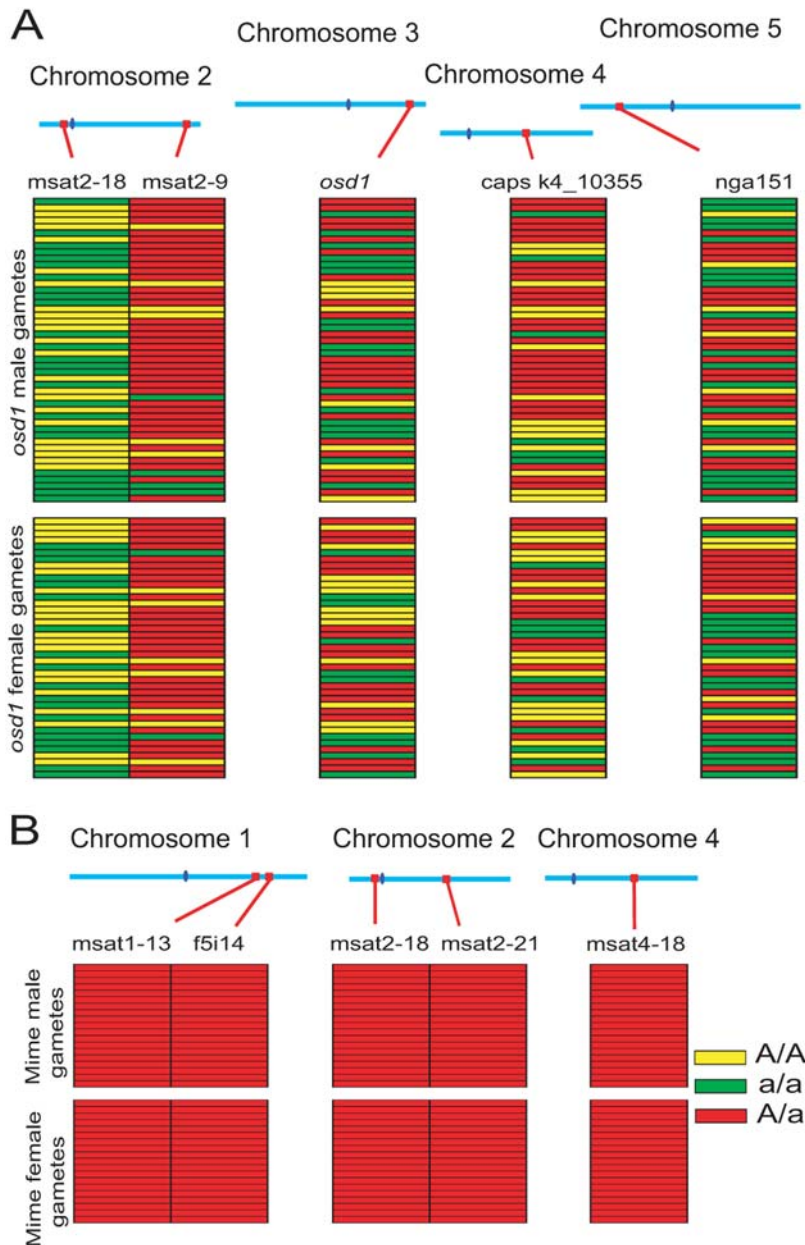 A
Chromosome 2
Chromosome 3
Chromosome 4
Chromosome 5
msat2-18
msat2-9
osd1
caps k4_10355
nga151
osd1 male gametes
osd1 female gametes
B
Chromosome 1
Chromosome 2
Chromosome 4
msat1-13
f5i14
msat2-18
msat2-21
msat4-18
Mime male
gametes
Mime female
gametes
A/A
a/a
A/a